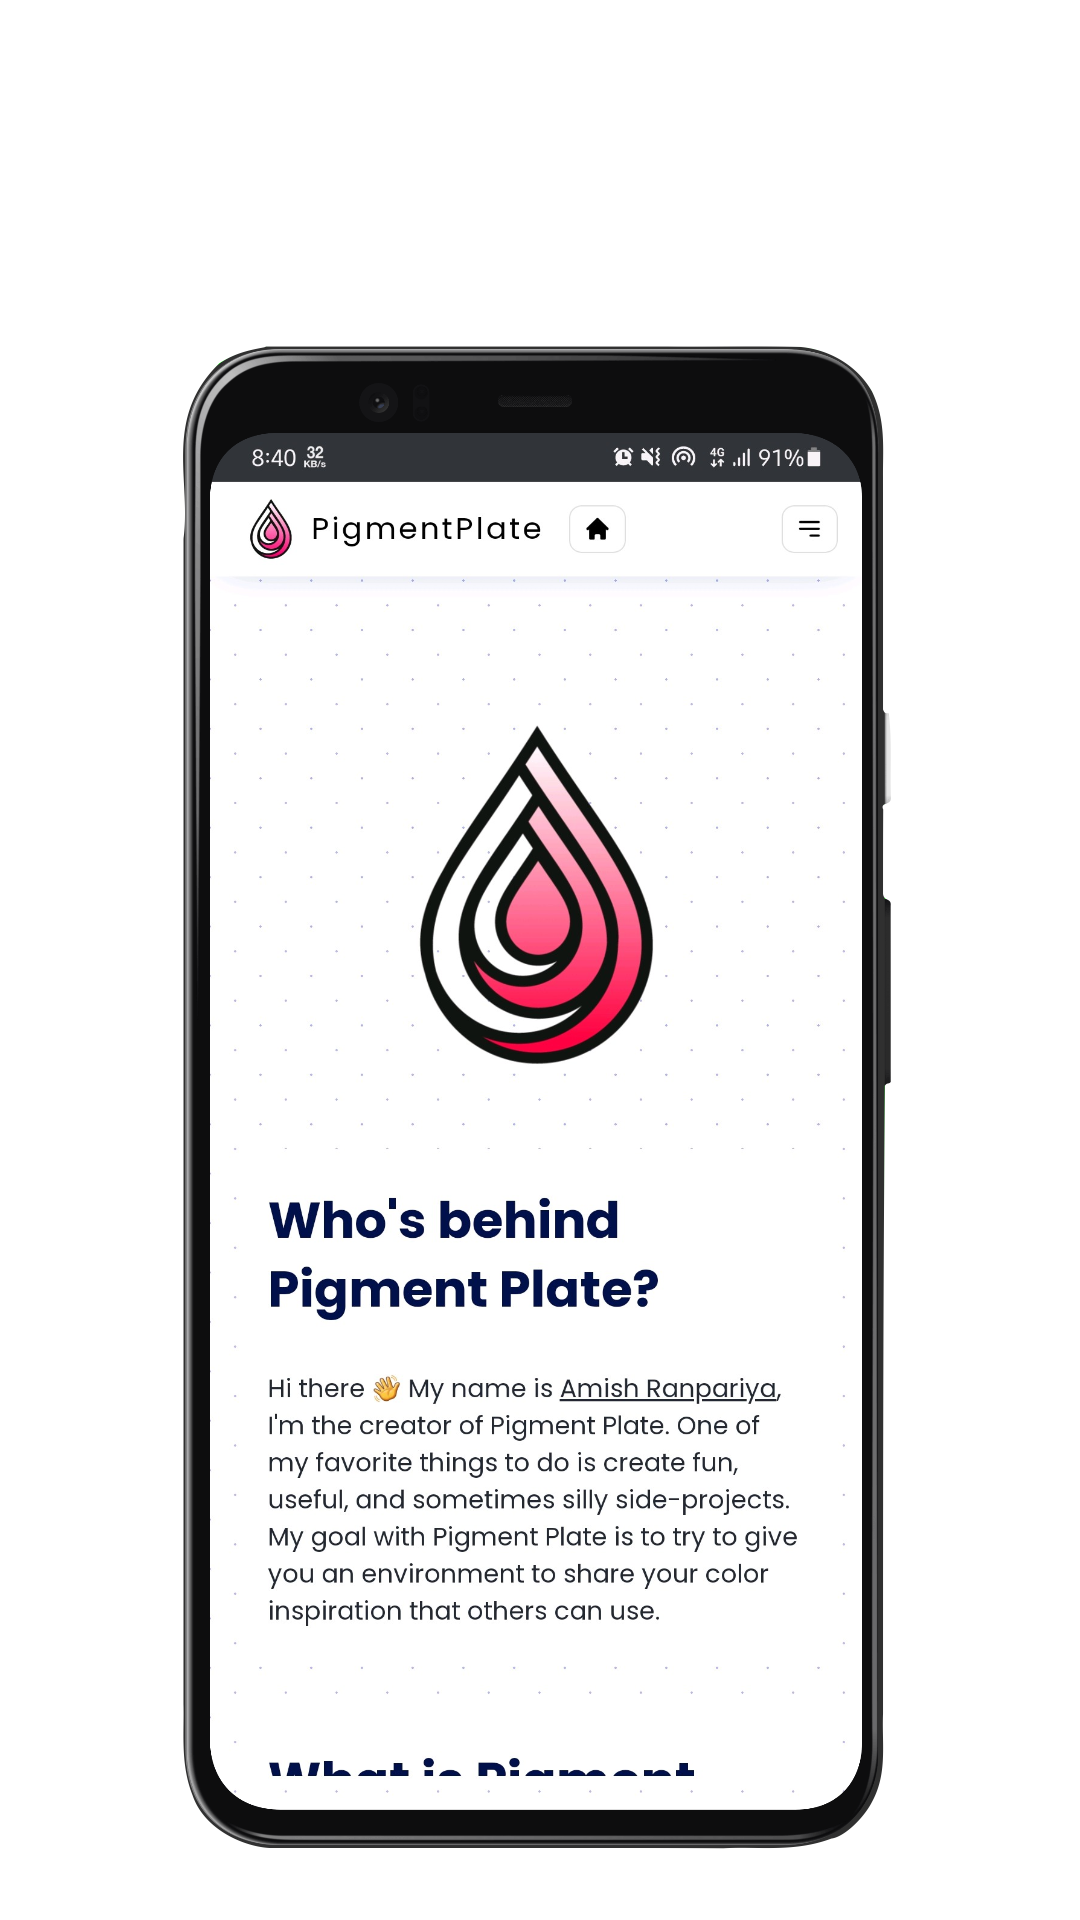 8:40 32 KB/s 4G 91%
PigmentPlate
Who's behind
Pigment Plate?
Hi there 👋 My name is Amish Ranpariya,
I'm the creator of Pigment Plate. One of
my favorite things to do is create fun,
useful, and sometimes silly side-projects.
My goal with Pigment Plate is to try to give
you an environment to share your color
inspiration that others can use.
What is Pigment